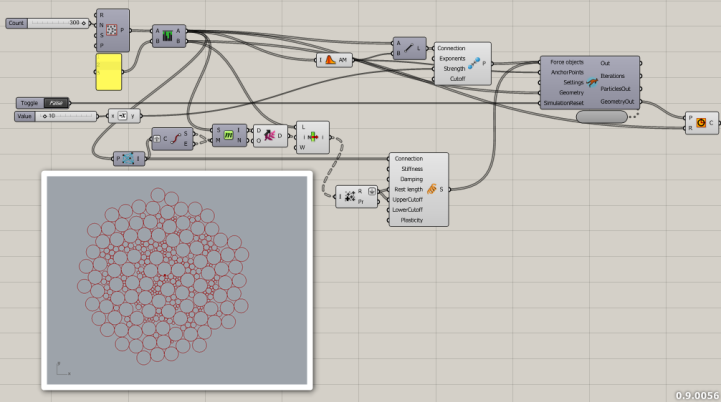 Count
300
R
N
S
P
P
A
B
A
B
I
AM
A
B
L
Connection
Exponents
Strength
Cutoff
P
Force objects
AnchorPoints
Settings
Geometry
SimulationReset
Out
Iterations
ParticlesOut
GeometryOut
P
R
C
Toggle
False
Value
10
x
y
P
I
C
S
E
S
M
I
N
D
O
D
L
I
W
I
R
Pt
Connection
Stiffness
Damping
Rest length
UpperCutoff
LowerCutoff
Plasticity
S
0.9.0056